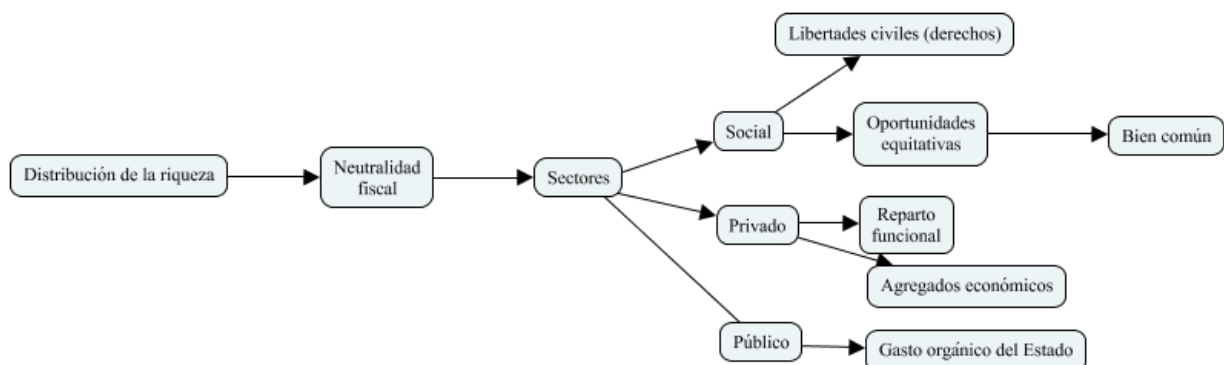 Libertades civiles (derechos)
Social
Oportunidades
equitativas
Bien común
Distribución de la riqueza
Neutralidad
fiscal
Sectores
Privado
Reparto
funcional
Agregados económicos
Público
Gasto orgánico del Estado